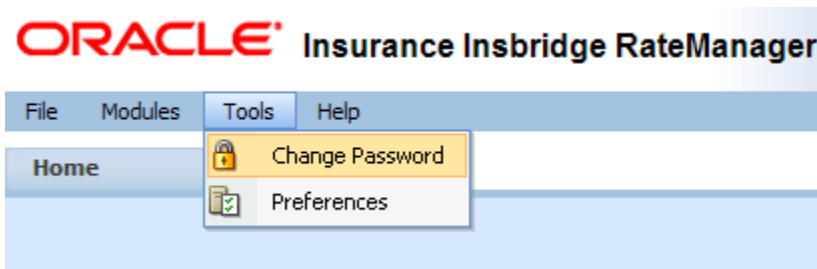 ORACLE® Insurance Insbridge RateManager
File Modules Tools Help
Home
Change Password
Preferences